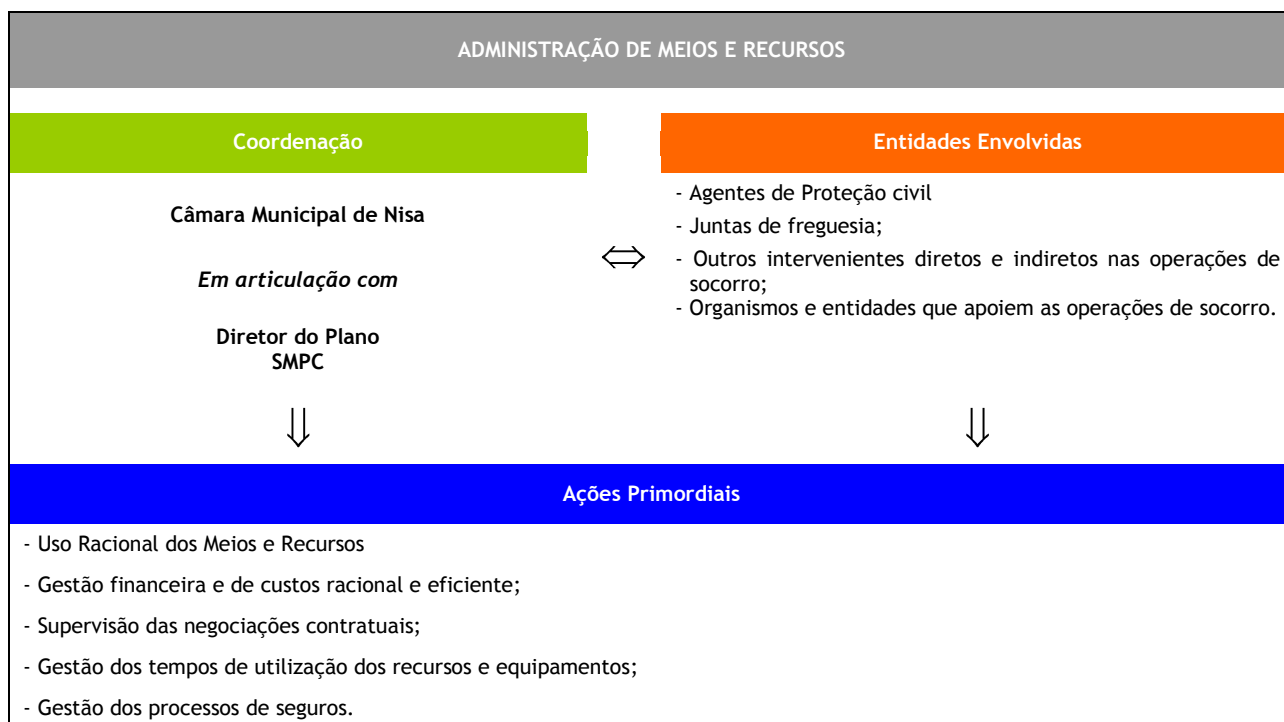 ADMINISTRAÇÃO DE MEIOS E RECURSOS
Coordenação
Câmara Municipal de Nisa
Em articulação com
Diretor do Plano
SMPC
Entidades Envolvidas
- Agentes de Proteção civil
- Juntas de freguesia;
- Outros intervenientes diretos e indiretos nas operações de
socorro;
- Organismos e entidades que apoiem as operações de socorro.
Ações Primordiais
- Uso Racional dos Meios e Recursos
- Gestão financeira e de custos racional e eficiente;
- Supervisão das negociações contratuais;
- Gestão dos tempos de utilização dos recursos e equipamentos;
- Gestão dos processos de seguros.